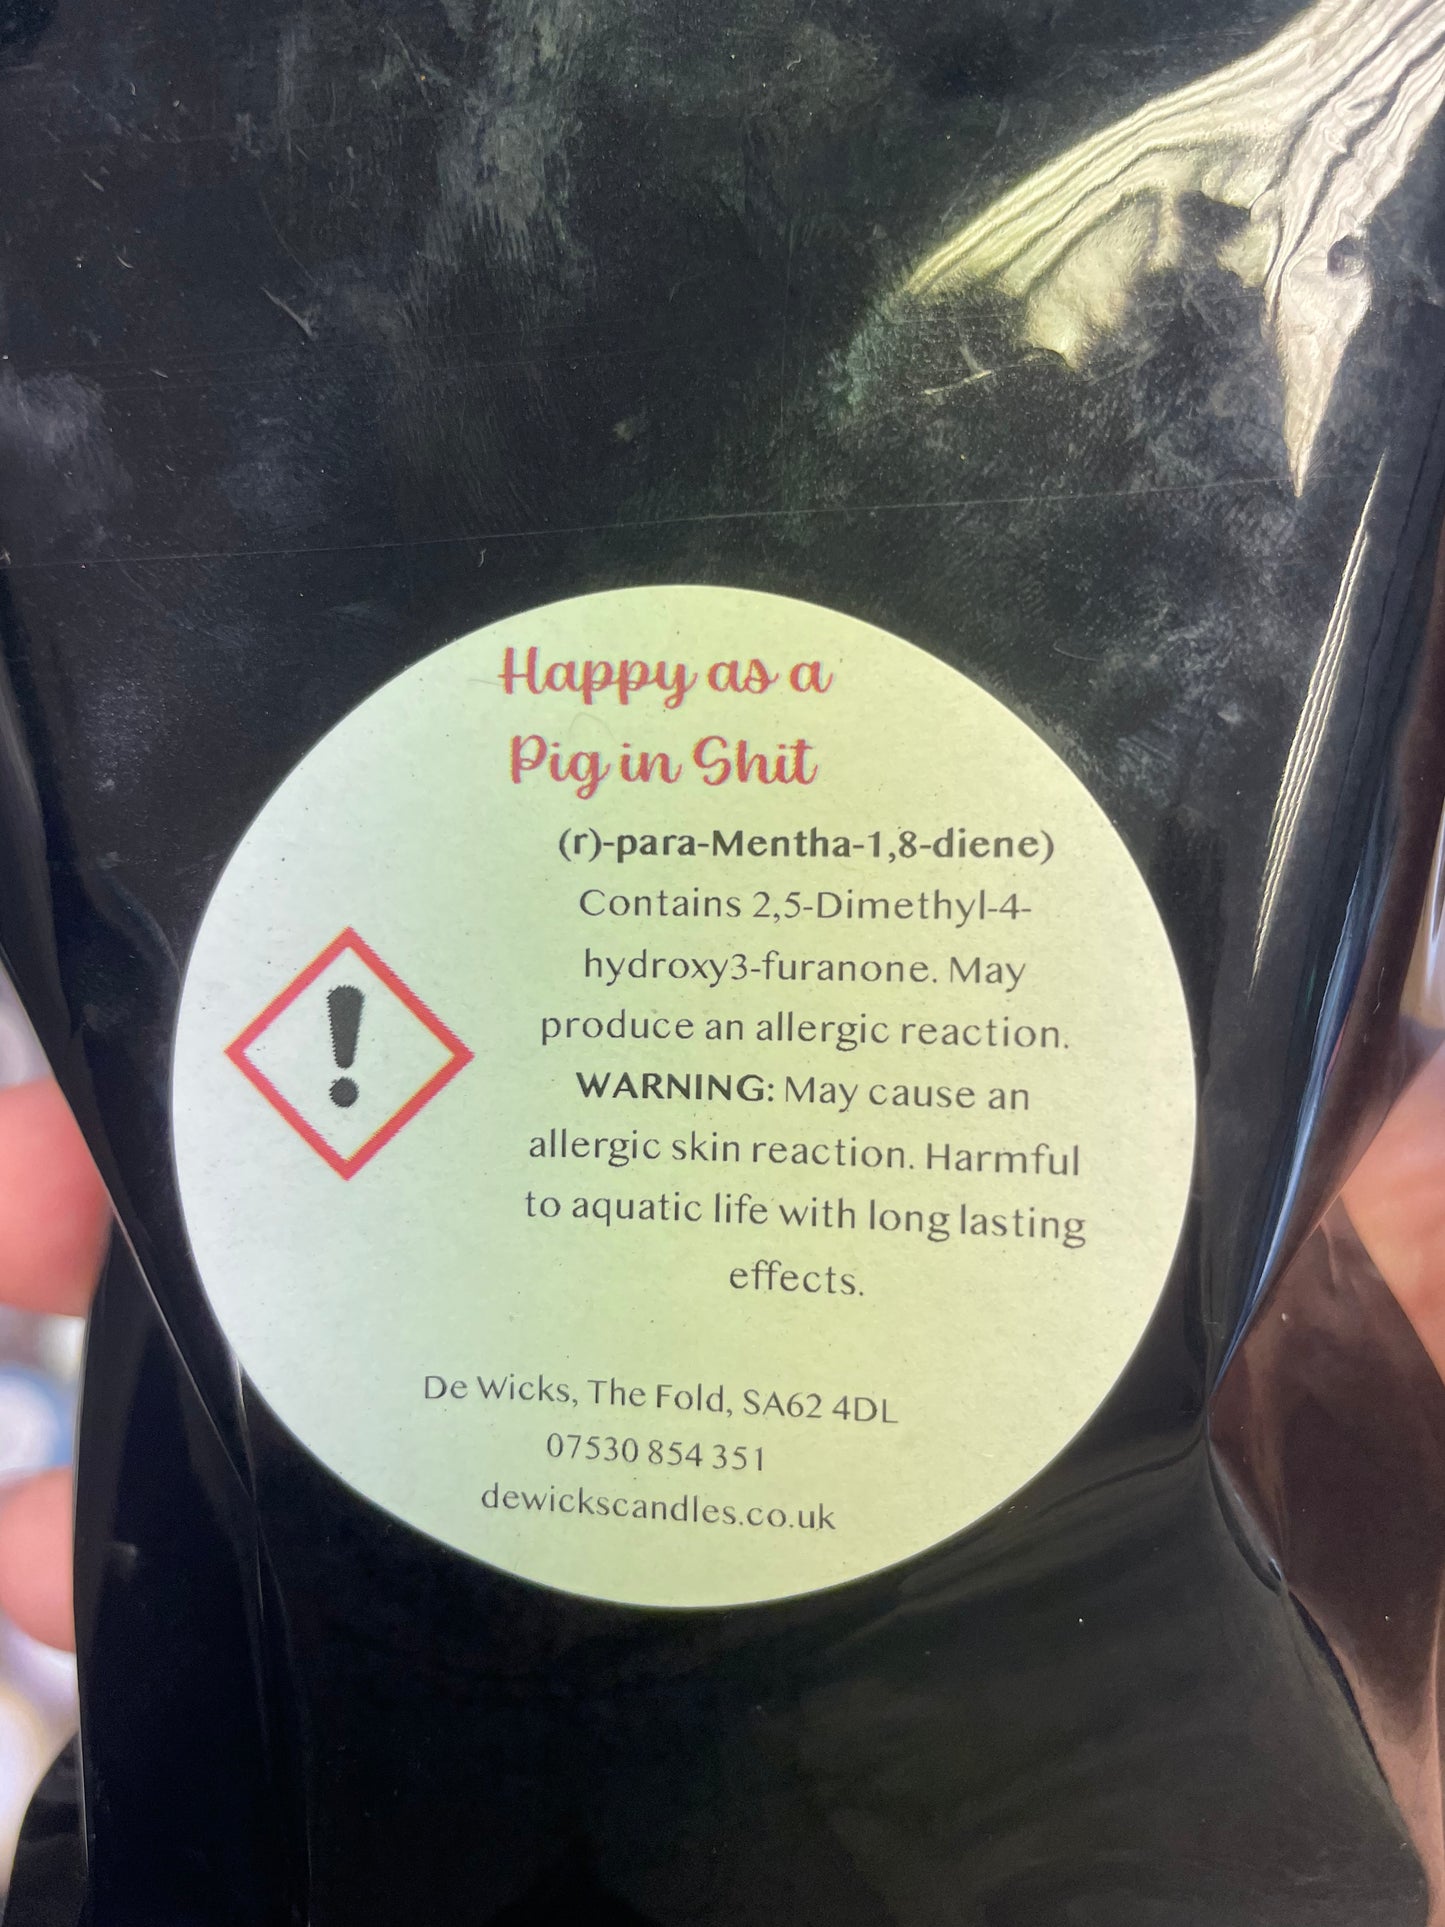 Happy as a
Pig in Shit
(r)-para-Mentha-1,8-diene)
Contains 2,5-Dimethyl-4-
hydroxy3-furanone. May
produce an allergic reaction.
WARNING: May cause an
allergic skin reaction. Harmful
to aquatic life with long lasting
effects.
De Wicks, The Fold, SA62 4DL
07530 854 351
dewickscandles.co.uk